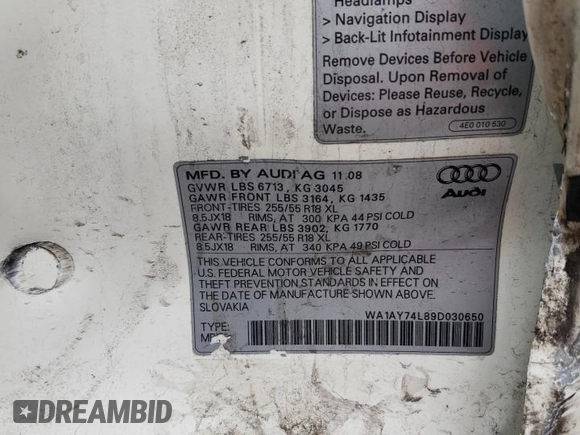 Headlamps
> Navigation Display
> Back-Lit Infotainment Display
Remove Devices Before Vehicle
Disposal. Upon Removal of
Devices: Please Reuse, Recycle,
or Dispose as Hazardous
Waste.
4E0 010 530
MFD. BY AUDI AG 11.08
GVWR LBS 6713, KG 3045
GAWR FRONT LBS 3164, KG 1435
FRONT-TIRES 255/55 R18 XL
8.5JX18 RIMS, AT 300 KPA 44 PSI COLD
GAWR REAR LBS 3902, KG 1770
REAR-TIRES 255/55 R18 XL
8.5JX18 RIMS, AT 340 KPA 49 PSI COLD
Audi
THIS VEHICLE CONFORMS TO ALL APPLICABLE
U.S. FEDERAL MOTOR VEHICLE SAFETY AND
THEFT PREVENTION STANDARDS IN EFFECT ON
THE DATE OF MANUFACTURE SHOWN ABOVE.
SLOVAKIA
WA1AY74L89D030650
TYPE:
DREAMBID